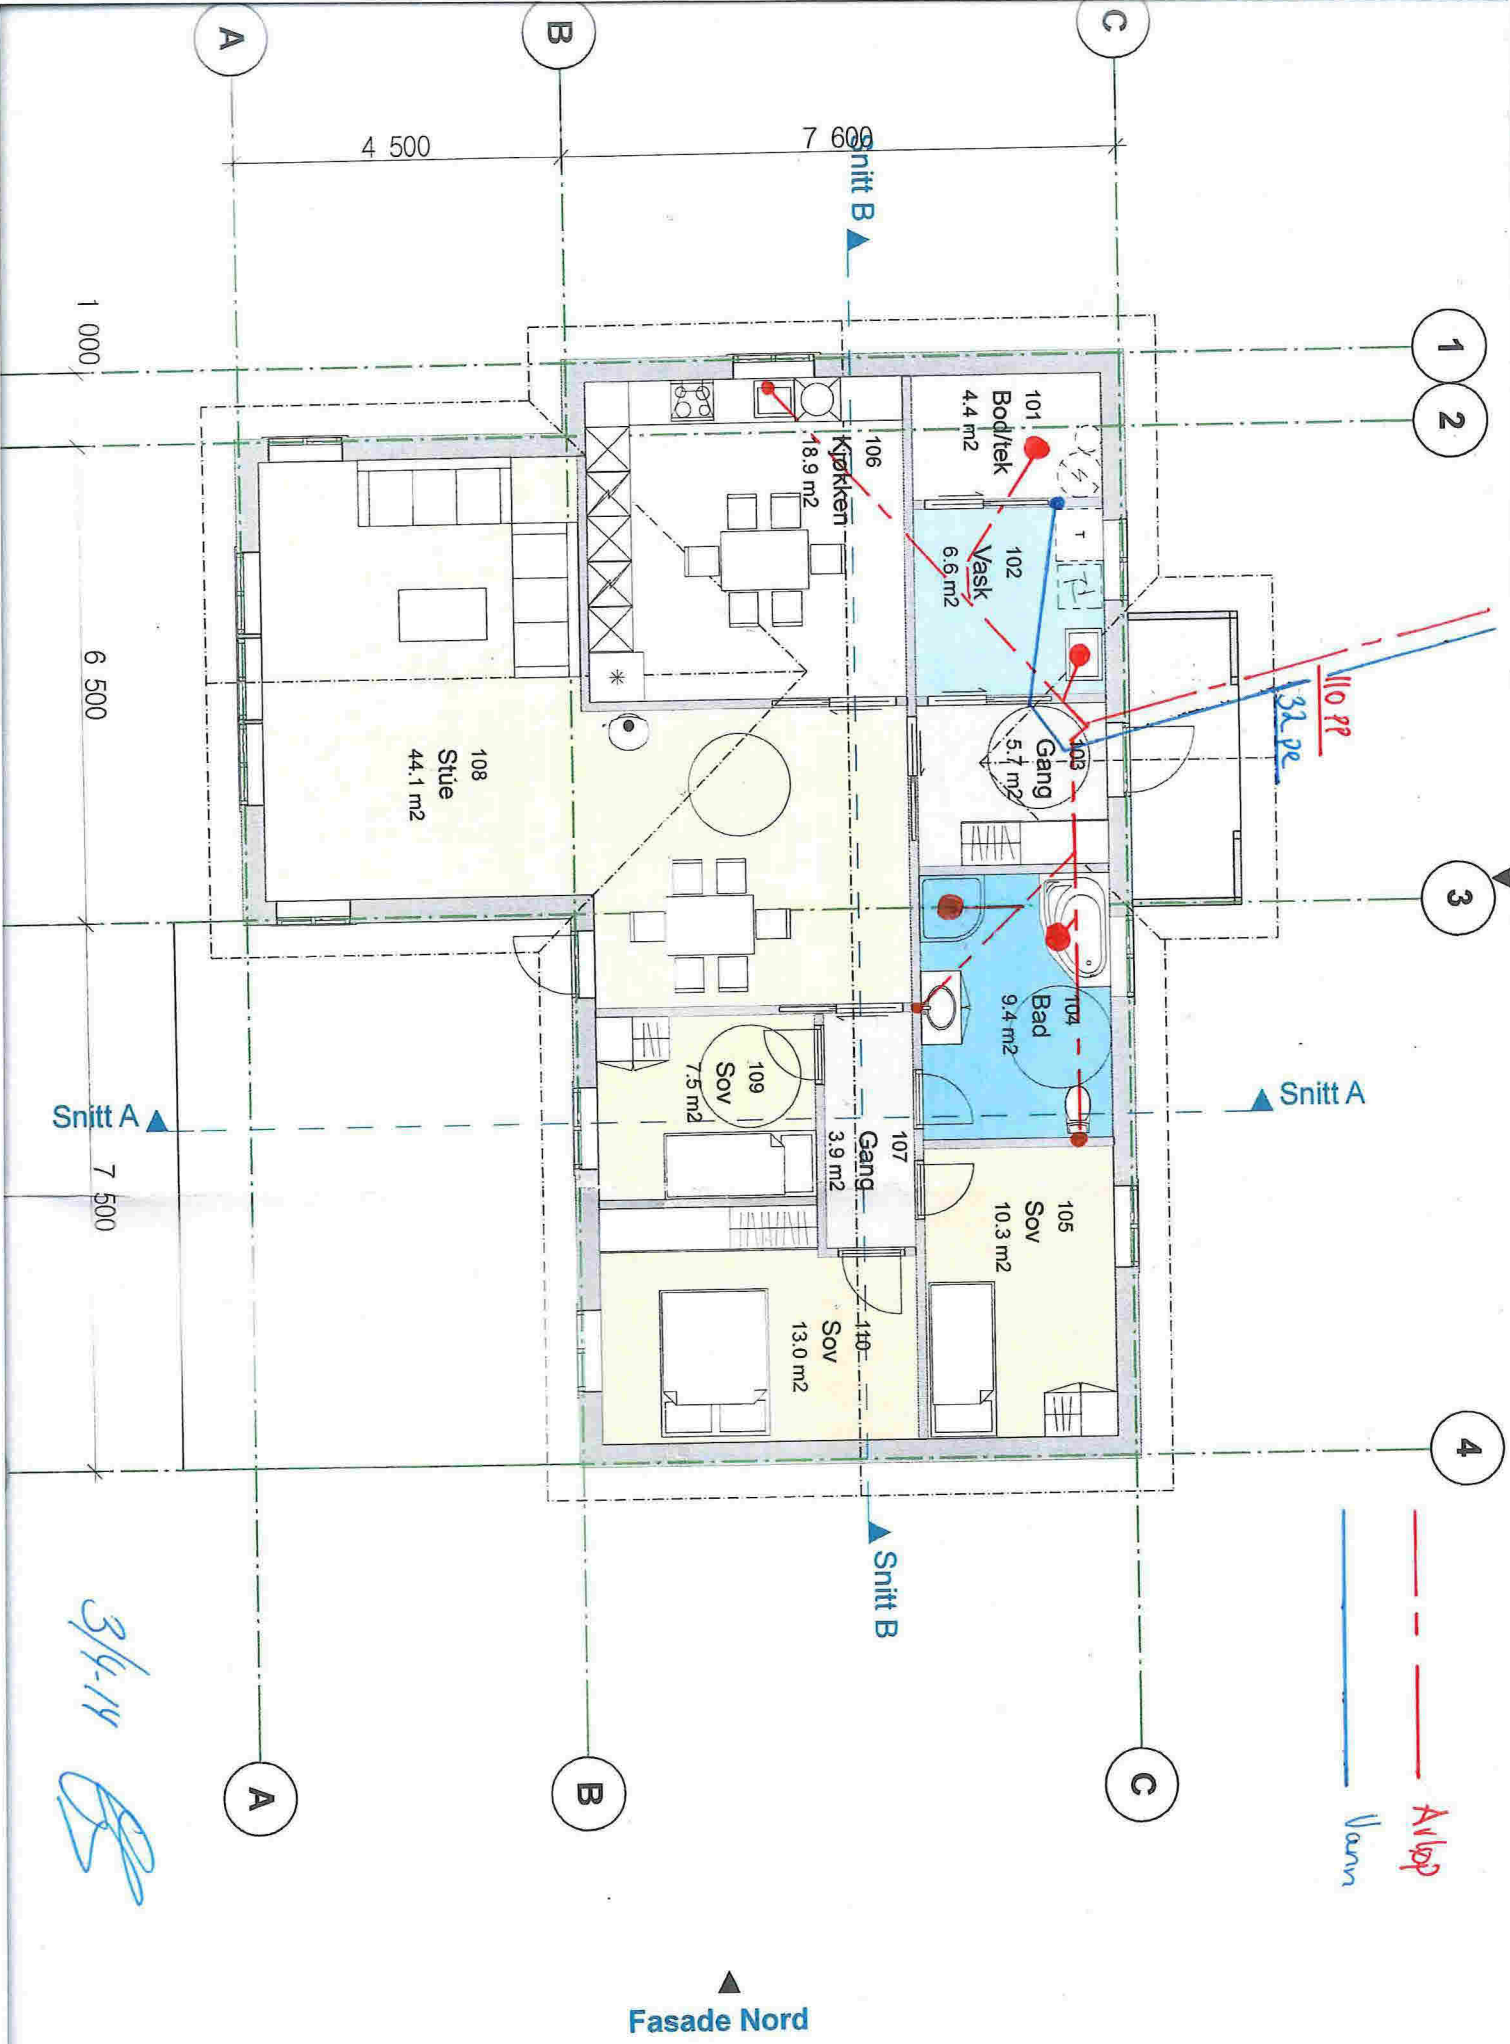 A
B
C
4 500
7 600
Snitt B
1
2
3
4
1 000
6 500
7 500
101
Bod/tek
4.4 m2
102
Vask
6.6 m2
T
106
Kjøkken
18.9 m2
103
Gang
5.7 m2
110 PP
32 pe
108
Stue
44.1 m2
104
Bad
9.4 m2
109
Sov
7.5 m2
107
Gang
3.9 m2
105
Sov
10.3 m2
110
Sov
13.0 m2
Snitt A
Snitt A
Snitt B
Avløp
Vann
3/4-14
A
B
C
Fasade Nord